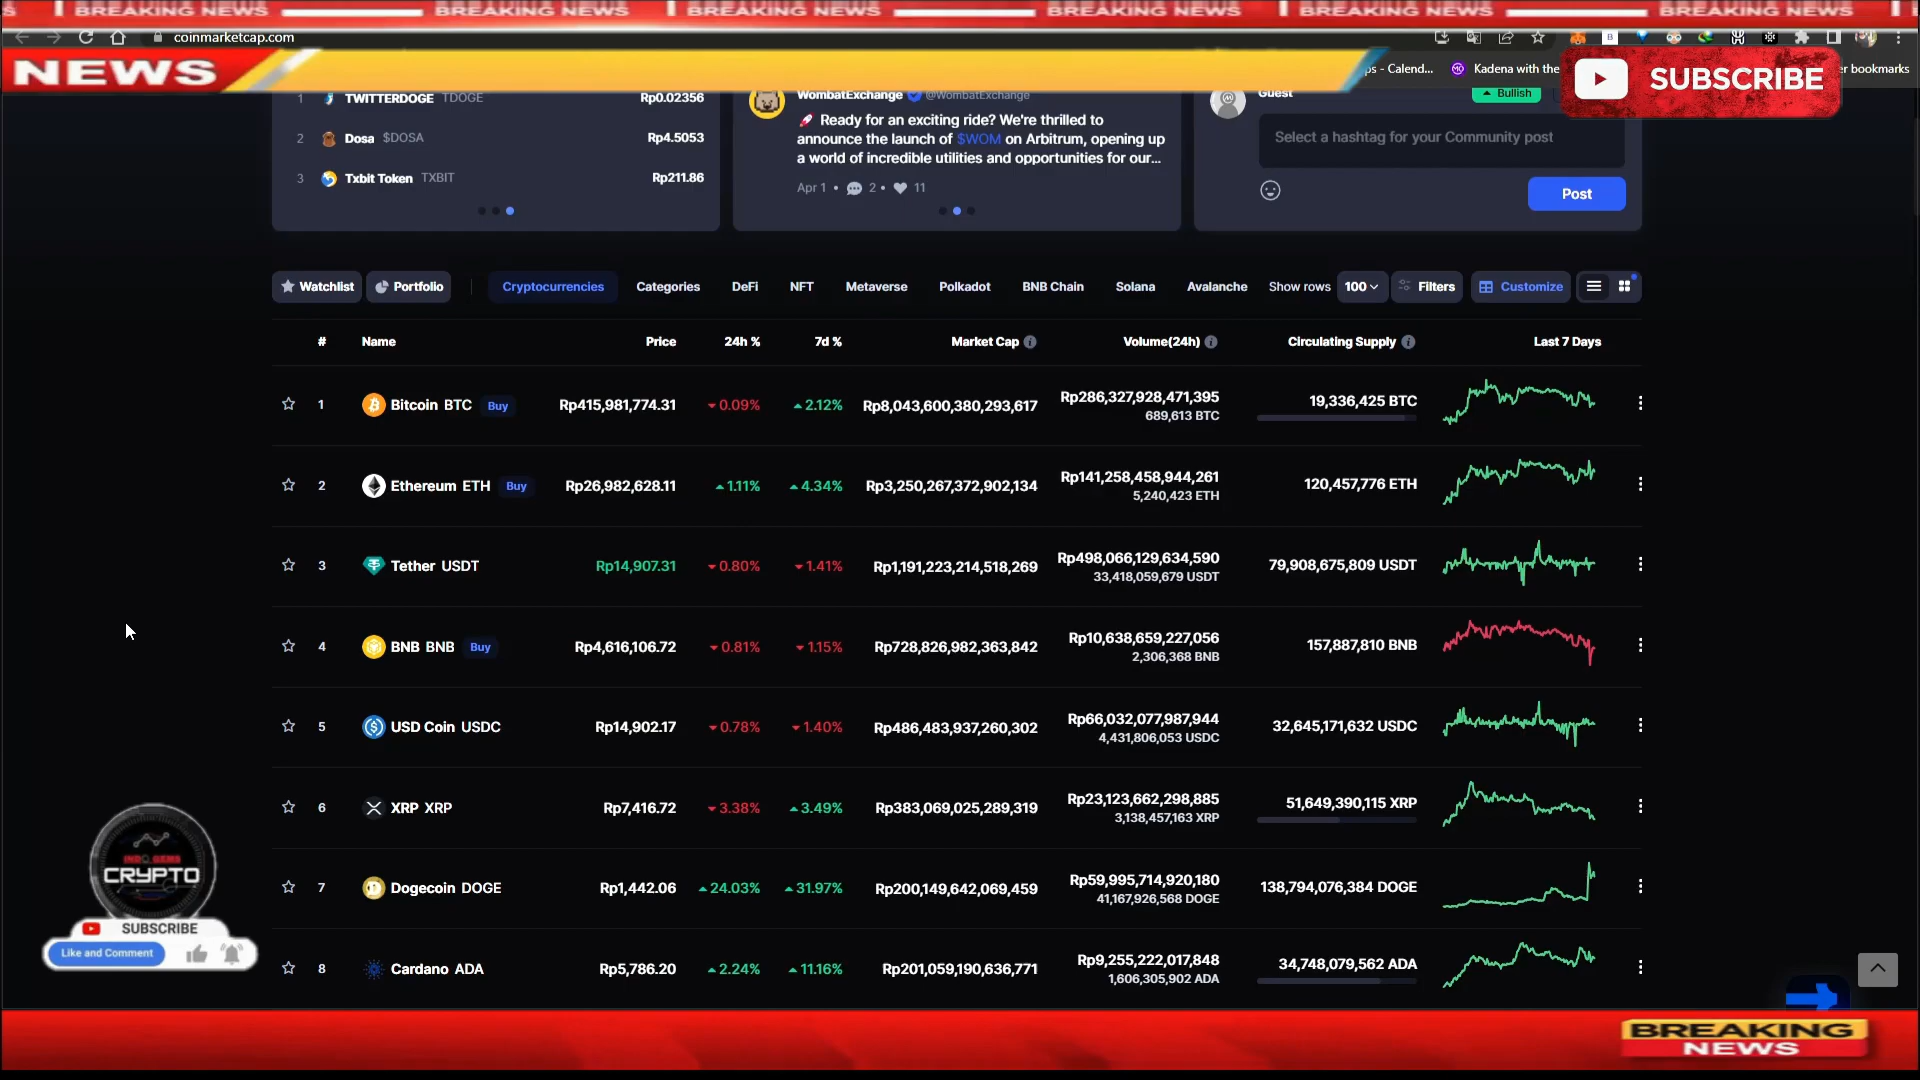 BREAKING NEWS BREAKING NEWS BREAKING NEWS BREAKING NEWS BREAKING NEWS BREAKING NEWS
coinmarketcap.com
NEWS
ps - Calend...
Kadena with the
er bookmarks
SUBSCRIBE
1 TWITTERDOGE TDOGE Rp0.02356
2 Dosa $DOSA Rp4.5053
3 Txbit Token TXBIT Rp211.86
WombatExchange @WombatExchange
🚀 Ready for an exciting ride? We're thrilled to
announce the launch of $WOM on Arbitrum, opening up
a world of incredible utilities and opportunities for our...
Apr 1 • 2 • 11
Guest
Bullish
Select a hashtag for your Community post
Post
Watchlist Portfolio Cryptocurrencies Categories DeFi NFT Metaverse Polkadot BNB Chain Solana Avalanche Show rows 100 Filters Customize
# Name Price 24h % 7d % Market Cap Volume(24h) Circulating Supply Last 7 Days
1 Bitcoin BTC Buy Rp415,981,774.31 0.09% 2.12% Rp8,043,600,380,293,617 Rp286,327,928,471,395 19,336,425 BTC
689,613 BTC
2 Ethereum ETH Buy Rp26,982,628.11 1.11% 4.34% Rp3,250,267,372,902,134 Rp141,258,458,944,261 120,457,776 ETH
5,240,423 ETH
3 Tether USDT Rp14,907.31 0.80% 1.41% Rp1,191,223,214,518,269 Rp498,066,129,634,590 79,908,675,809 USDT
33,418,059,679 USDT
4 BNB BNB Buy Rp4,616,106.72 0.81% 1.15% Rp728,826,982,363,842 Rp10,638,659,227,056 157,887,810 BNB
2,306,368 BNB
5 USD Coin USDC Rp14,902.17 0.78% 1.40% Rp486,483,937,260,302 Rp66,032,077,987,944 32,645,171,632 USDC
4,431,806,053 USDC
6 XRP XRP Rp7,416.72 3.38% 3.49% Rp383,069,025,289,319 Rp23,123,662,298,885 51,649,390,115 XRP
3,138,457,163 XRP
7 Dogecoin DOGE Rp1,442.06 24.03% 31.97% Rp200,149,642,069,459 Rp59,995,714,920,180 138,794,076,384 DOGE
41,167,926,568 DOGE
8 Cardano ADA Rp5,786.20 2.24% 11.16% Rp201,059,190,636,771 Rp9,255,222,017,848 34,748,079,562 ADA
1,606,305,902 ADA
INDO GEMS
CRYPTO
SUBSCRIBE
Like and Comment
BREAKING
NEWS